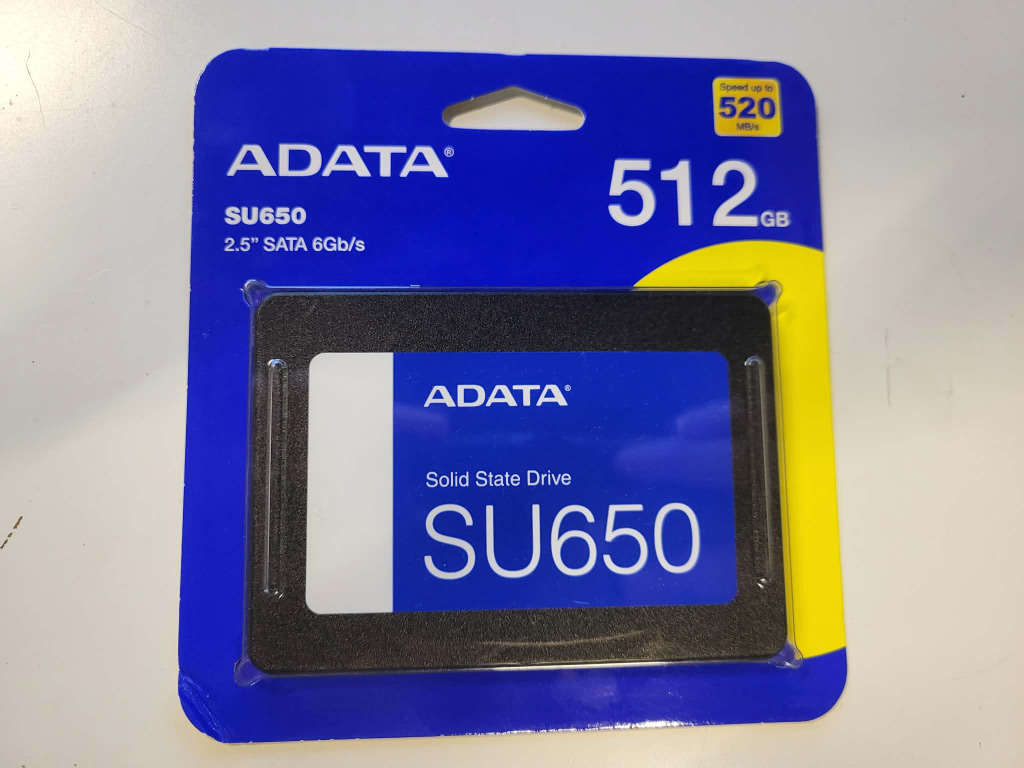 Speed up to
520
MB/s
ADATA®
512GB
SU650
2.5” SATA 6Gb/s
ADATA®
Solid State Drive
SU650